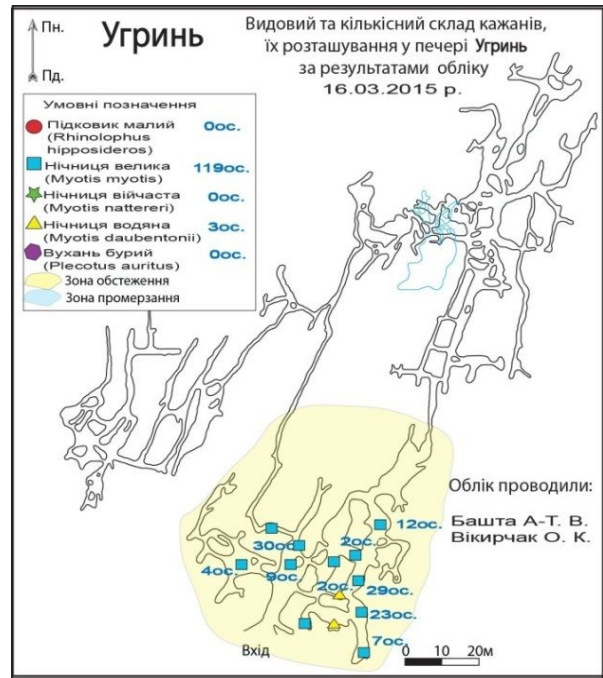 Пн.
Угринь
Пд.
Видовий та кількісний склад кажанів,
їх розташування у печері Угринь
за результатами обліку
16.03.2015 р.
Умовні позначення
Підковик малий 0ос.
(Rhinolophus
hipposideros)
Нічниця велика 119ос.
(Myotis myotis)
Нічниця війчаста 0ос.
(Myotis nattereri)
Нічниця водяна 3ос.
(Myotis daubentonii)
Вухань бурий 0ос.
(Plecotus auritus)
Зона обстеження
Зона промерзання
Облік проводили:
Башта А-Т. В.
Вікирчак О. К.
12ос.
30ос.
2ос.
4ос.
9ос.
2ос.
29ос.
23ос.
7ос.
Вхід
0 10 20м